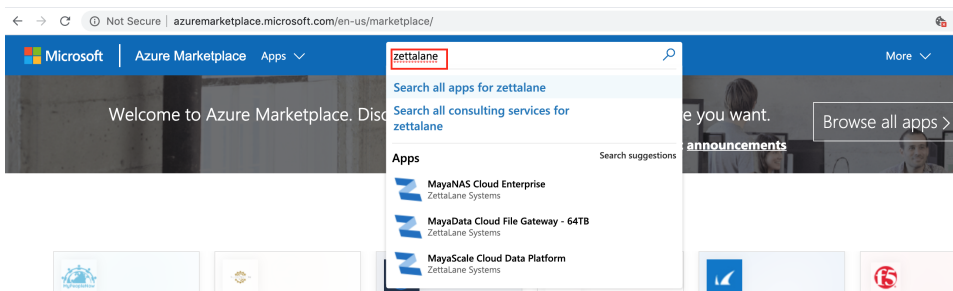 Not Secure | azuremarketplace.microsoft.com/en-us/marketplace/
Microsoft Azure Marketplace Apps zettalane More
Search all apps for zettalane
Search all consulting services for
zettalane
Welcome to Azure Marketplace. Disc e you want.
Browse all apps >
announcements
Apps Search suggestions
MayaNAS Cloud Enterprise
ZettaLane Systems
MayaData Cloud File Gateway - 64TB
ZettaLane Systems
MayaScale Cloud Data Platform
ZettaLane Systems